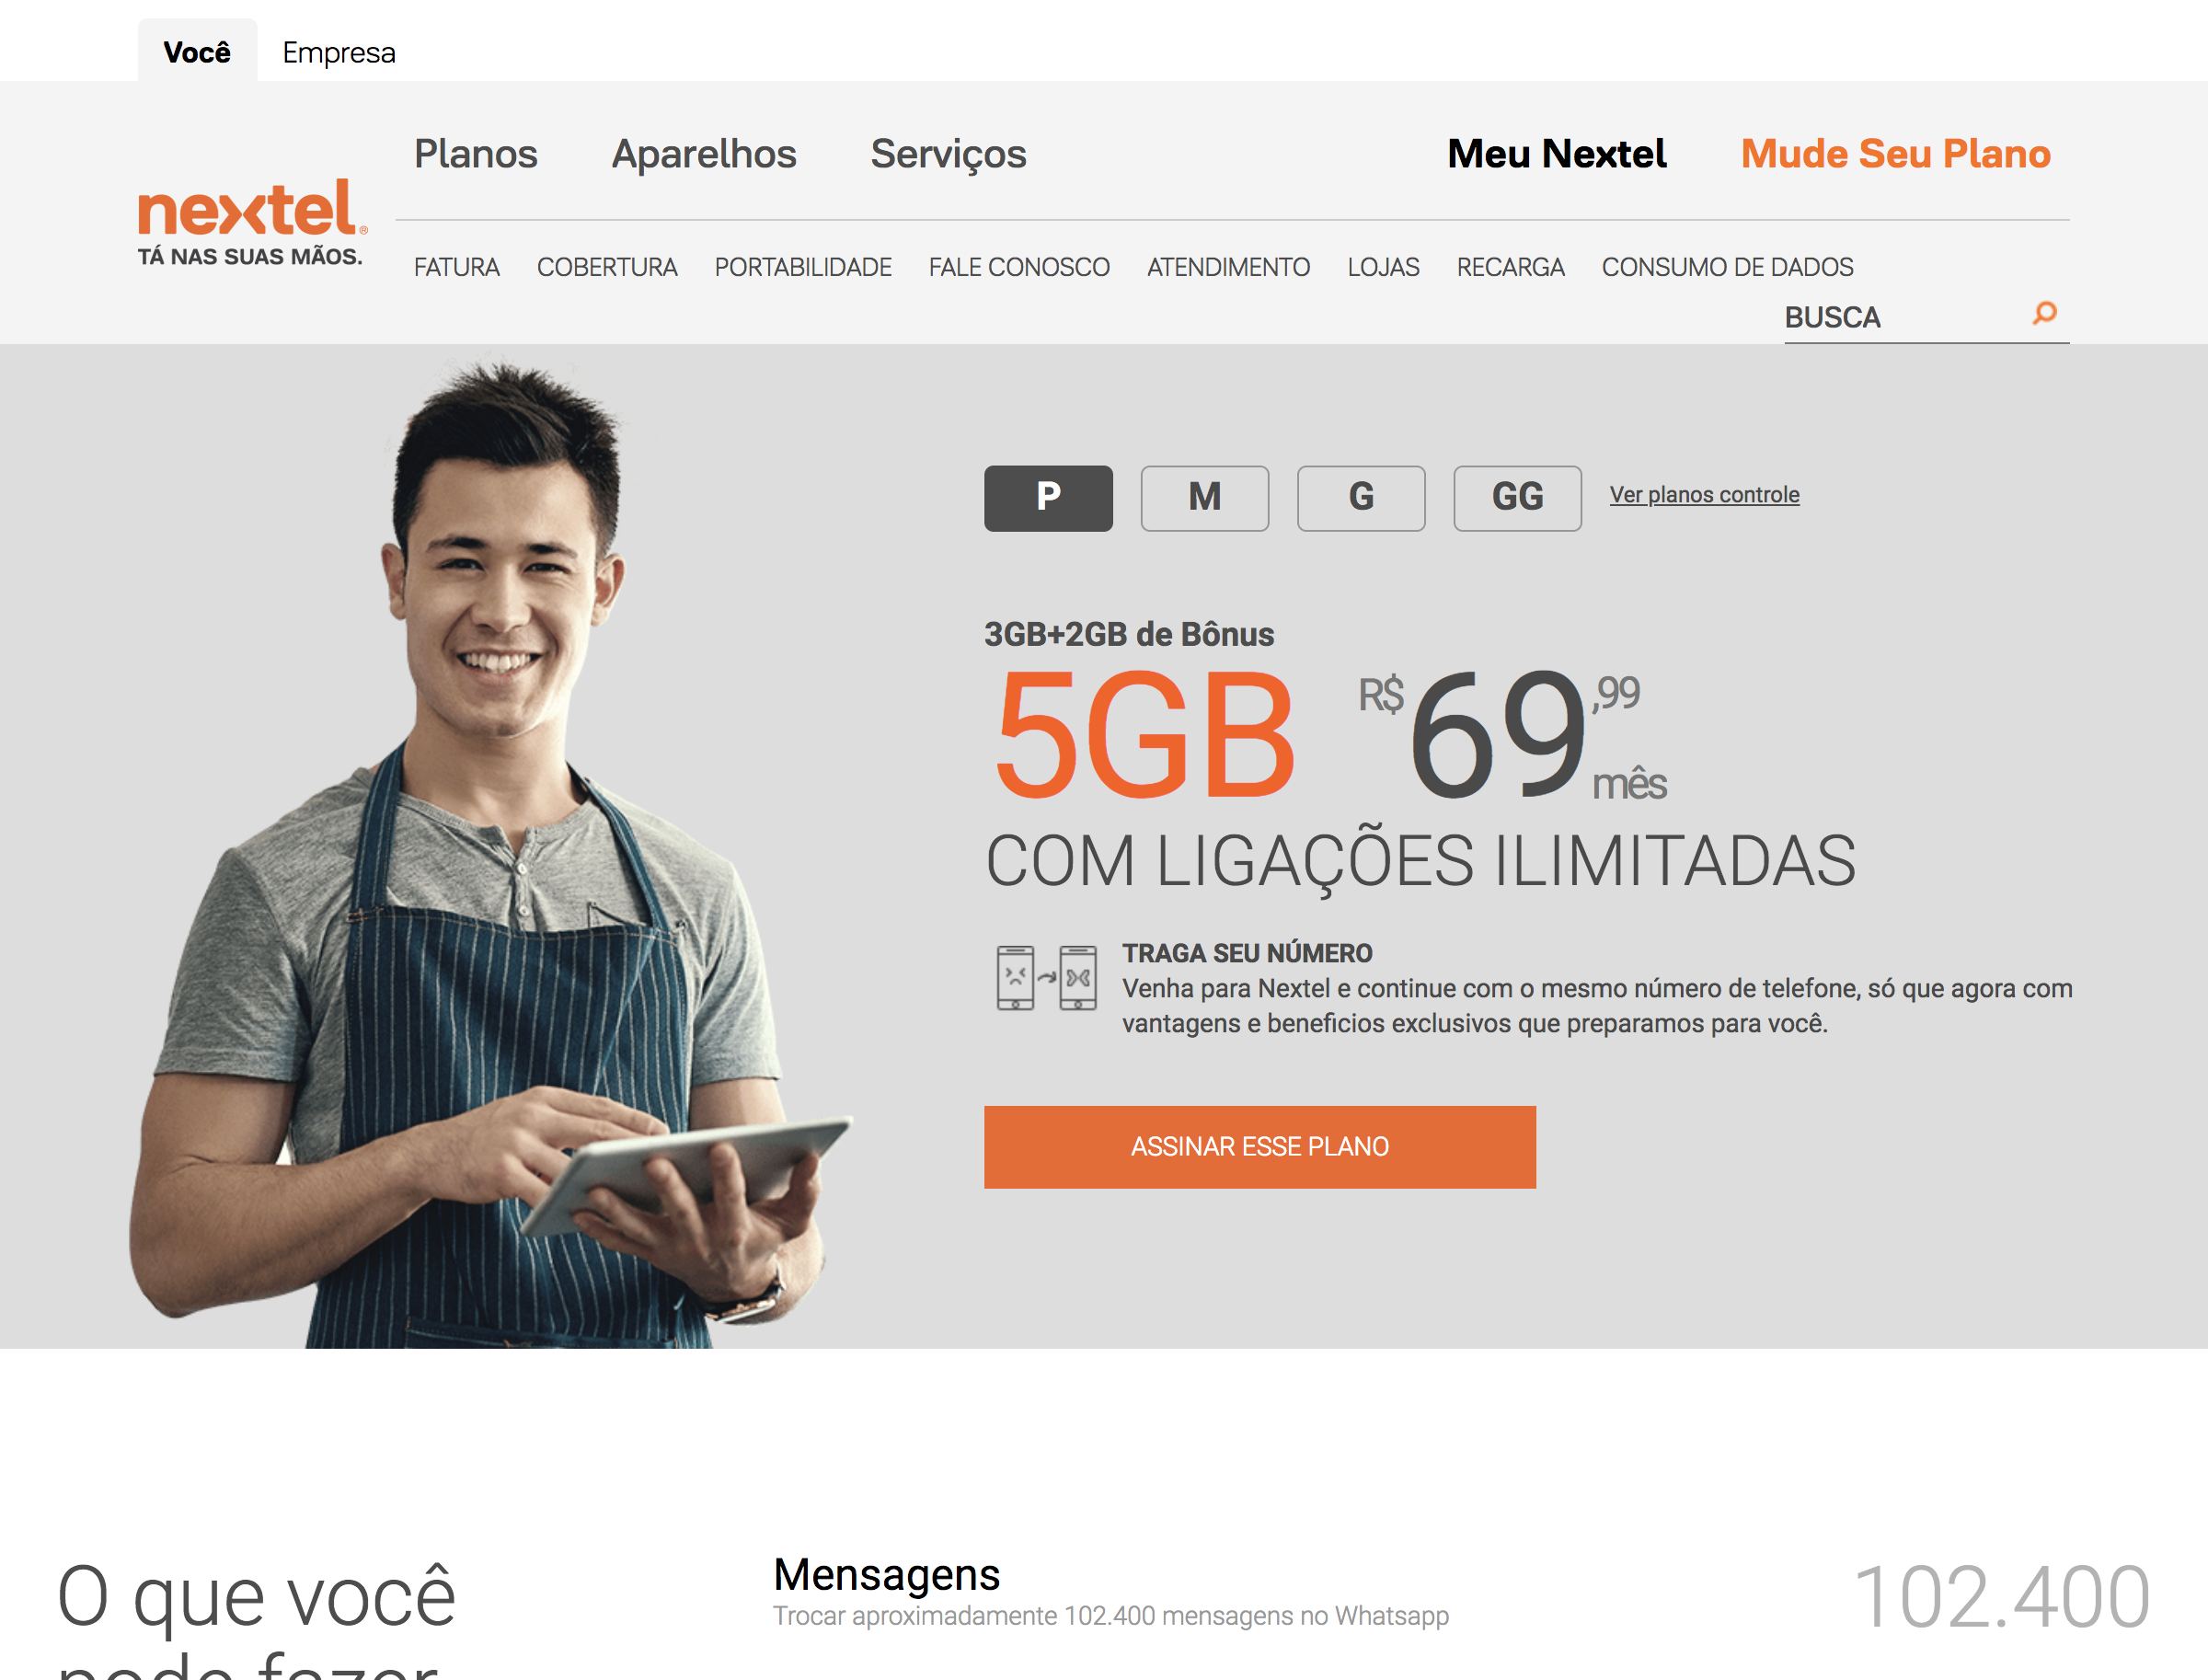 Você Empresa
Planos Aparelhos Serviços Meu Nextel Mude Seu Plano
nextel®
TÁ NAS SUAS MÃOS.
FATURA COBERTURA PORTABILIDADE FALE CONOSCO ATENDIMENTO LOJAS RECARGA CONSUMO DE DADOS
BUSCA
P M G GG Ver planos controle
3GB+2GB de Bônus
5GB R$69,99 mês
COM LIGAÇÕES ILIMITADAS
TRAGA SEU NÚMERO
Venha para Nextel e continue com o mesmo número de telefone, só que agora com
vantagens e beneficios exclusivos que preparamos para você.
ASSINAR ESSE PLANO
O que você
pode fazer
Mensagens
Trocar aproximadamente 102.400 mensagens no Whatsapp
102.400